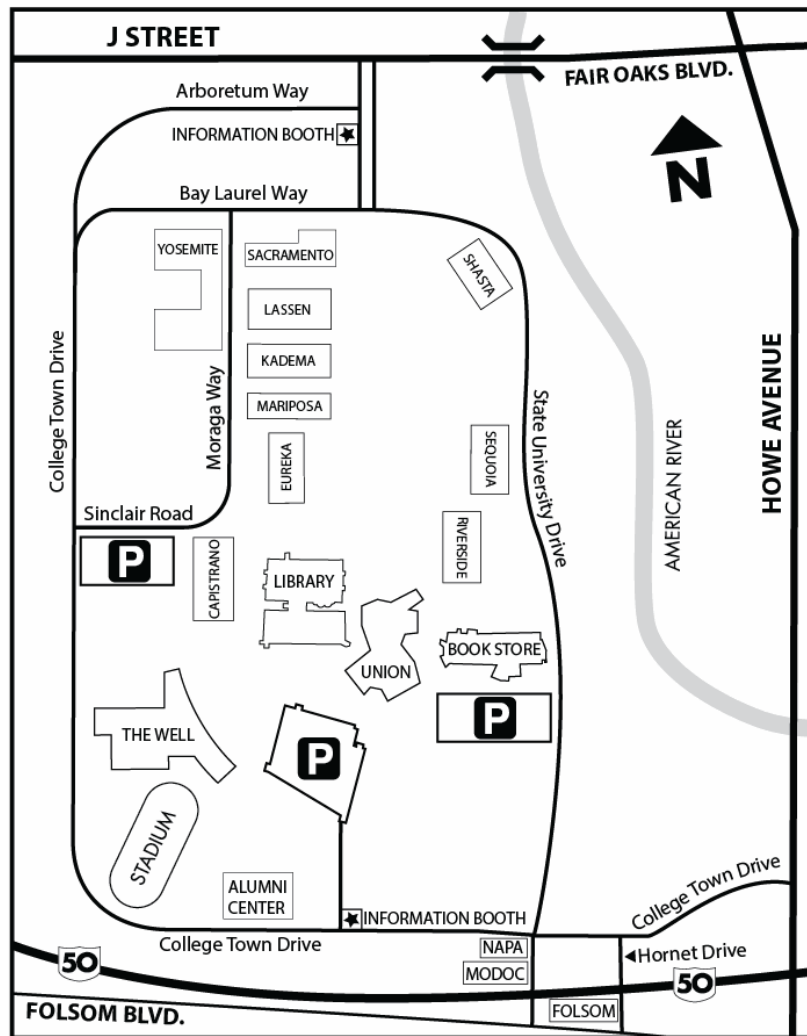 J STREET
FAIR OAKS BLVD.
Arboretum Way
INFORMATION BOOTH
N
Bay Laurel Way
YOSEMITE
SACRAMENTO
SHASTA
LASSEN
KADEMA
MARIPOSA
College Town Drive
Moraga Way
EUREKA
SEQUOIA
State University Drive
AMERICAN RIVER
HOWE AVENUE
Sinclair Road
P
CAPISTRANO
LIBRARY
RIVERSIDE
UNION
BOOK STORE
THE WELL
P
P
STADIUM
ALUMNI
CENTER
INFORMATION BOOTH
College Town Drive
College Town Drive
NAPA
MODOC
Hornet Drive
50
50
FOLSOM
FOLSOM BLVD.